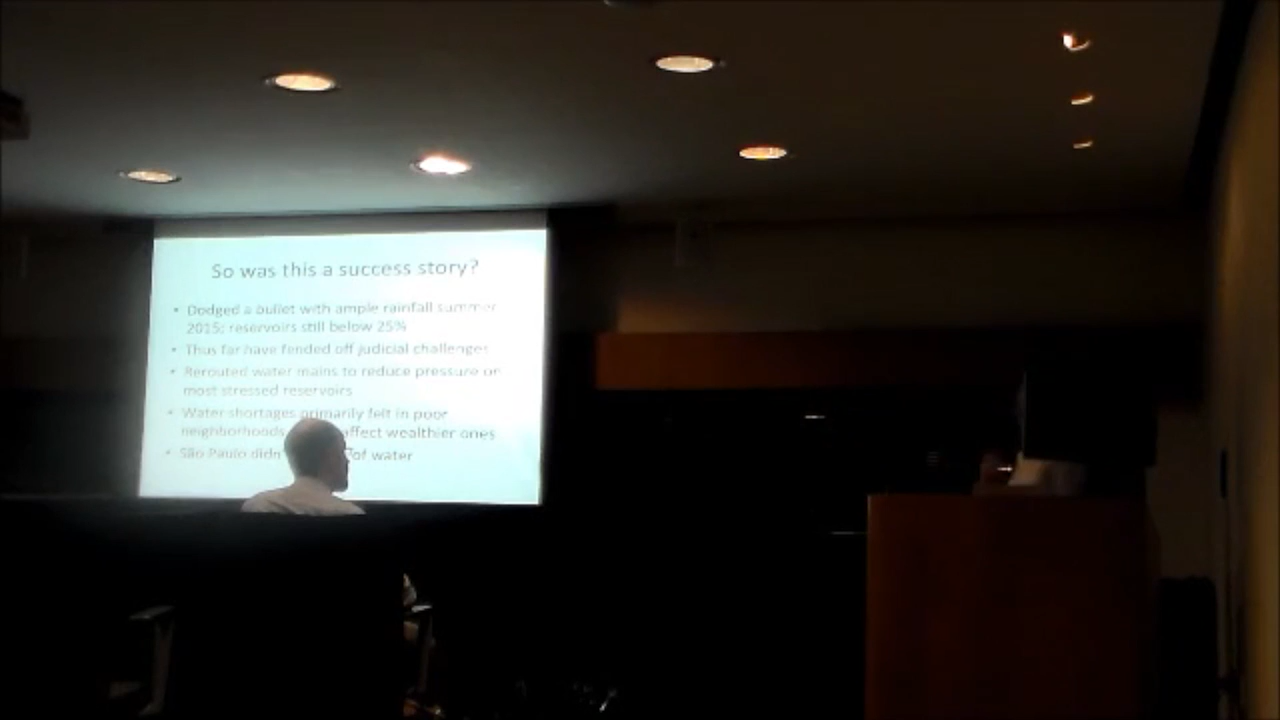 So was this a success story?
• Dodged a bullet with ample rainfall summer
2015; reservoirs still below 25%
• Thus far have fended off judicial challenges
• Rerouted water mains to reduce pressure on
most stressed reservoirs
• Water shortages primarily felt in poor
neighborhoods affect wealthier ones
• São Paulo didn of water